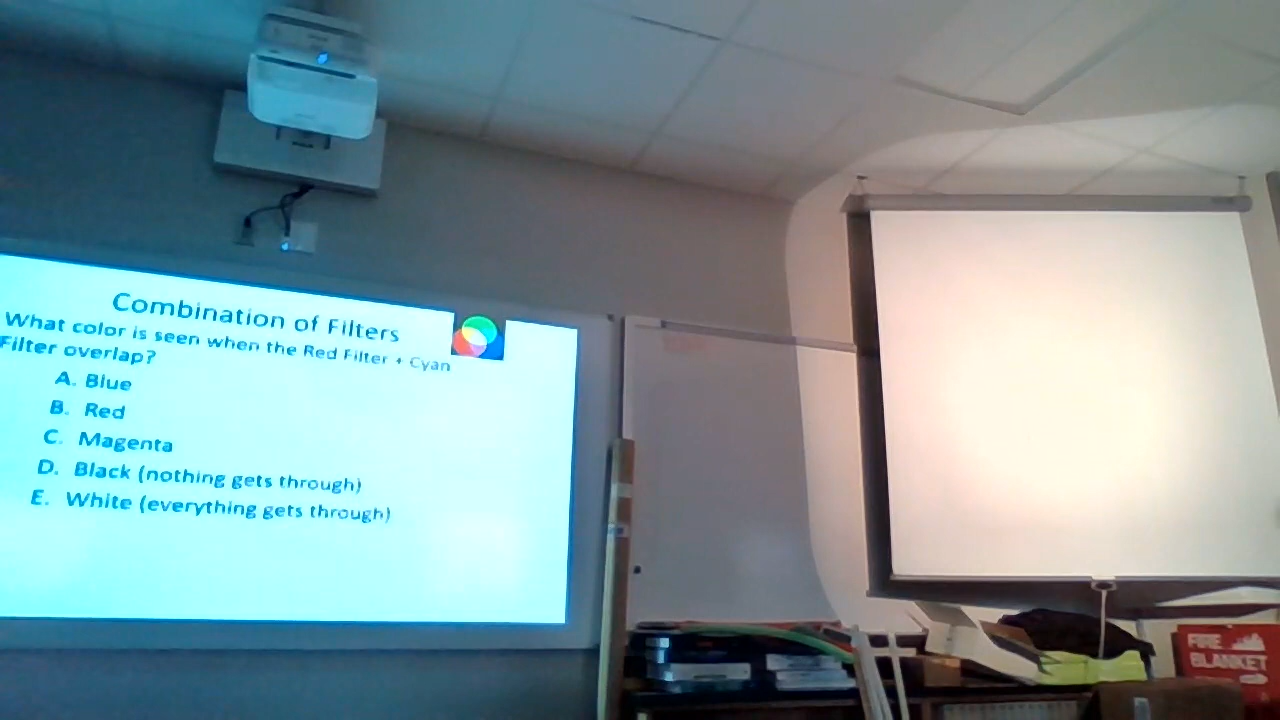 Combination of Filters
What color is seen when the Red Filter + Cyan
Filter overlap?
A. Blue
B. Red
C. Magenta
D. Black (nothing gets through)
E. White (everything gets through)
FIRE
BLANKET